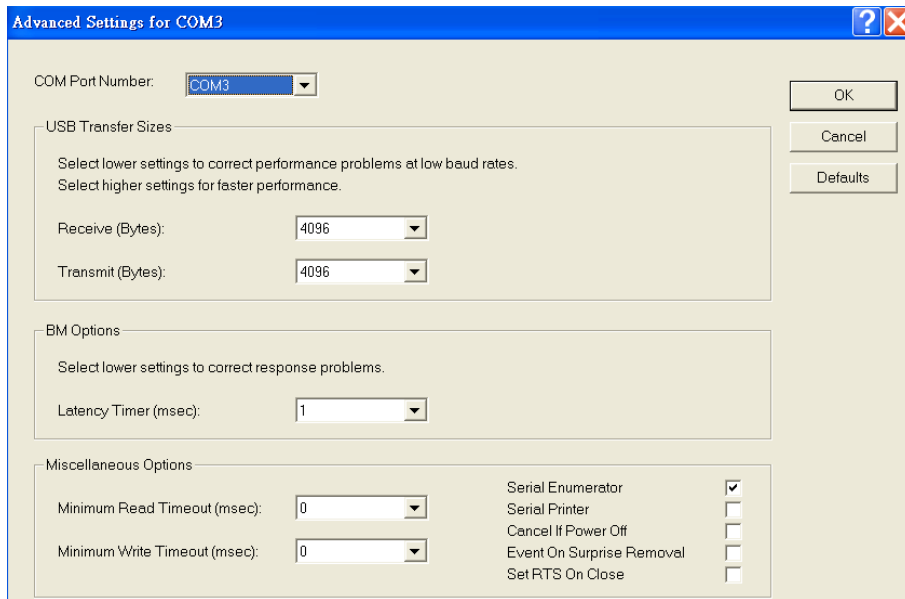 Advanced Settings for COM3
COM Port Number: COM3
OK
Cancel
Defaults
USB Transfer Sizes
Select lower settings to correct performance problems at low baud rates.
Select higher settings for faster performance.
Receive (Bytes): 4096
Transmit (Bytes): 4096
BM Options
Select lower settings to correct response problems.
Latency Timer (msec): 1
Miscellaneous Options
Minimum Read Timeout (msec): 0
Minimum Write Timeout (msec): 0
Serial Enumerator
Serial Printer
Cancel If Power Off
Event On Surprise Removal
Set RTS On Close